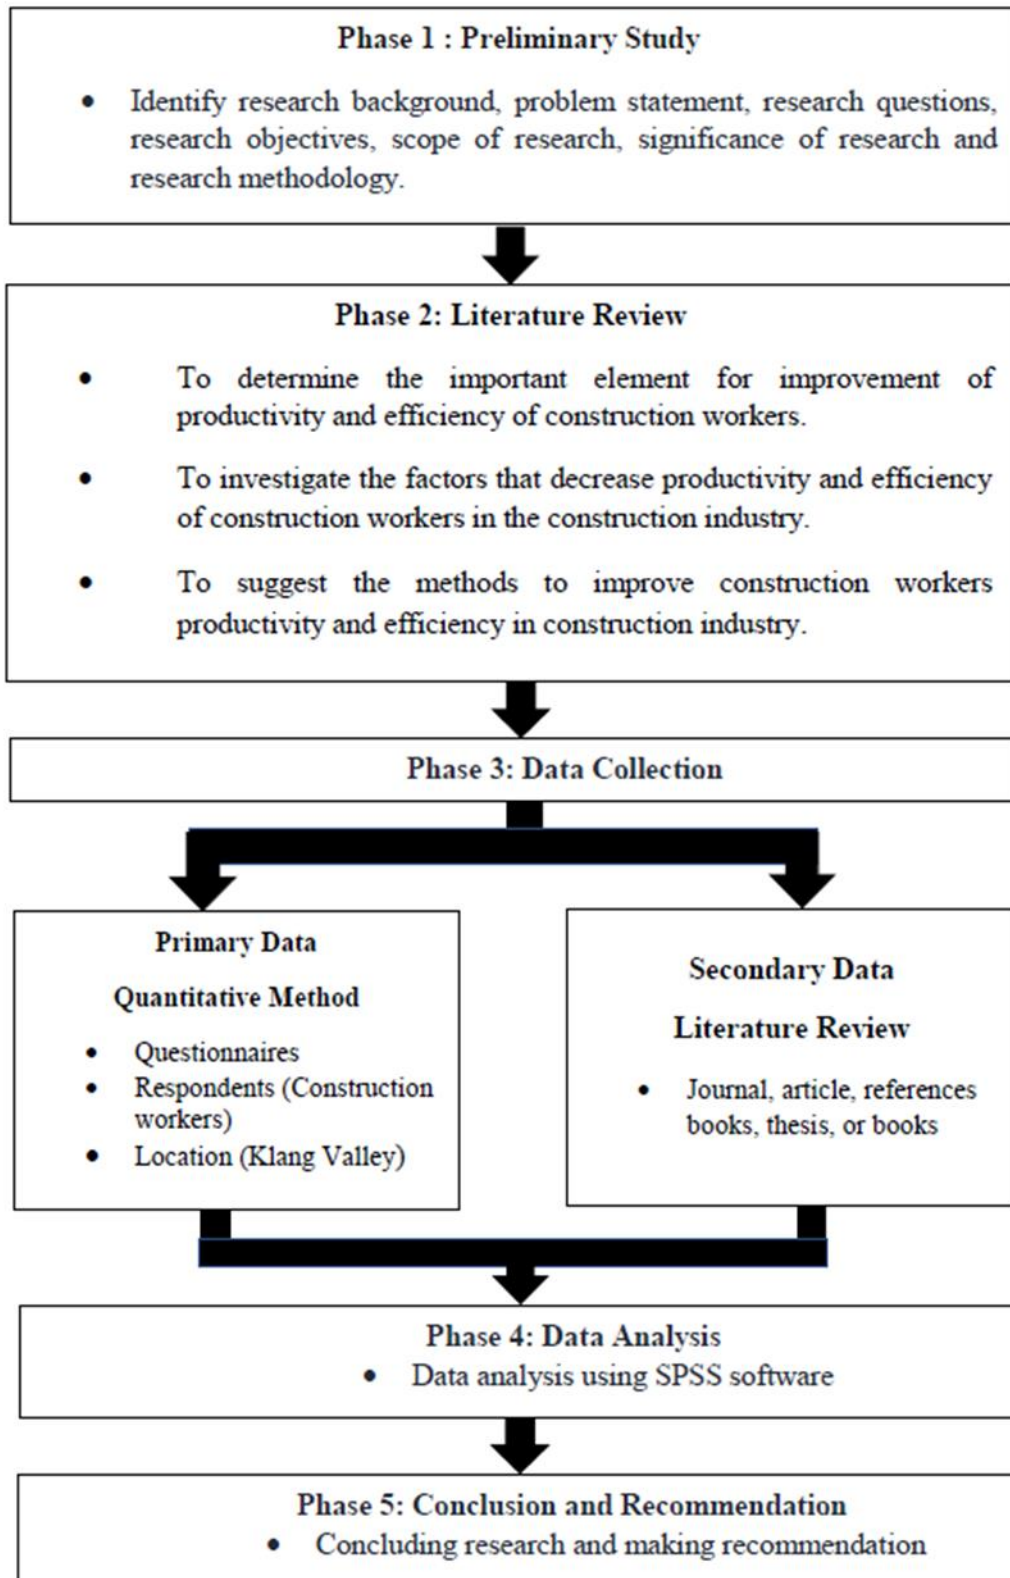 Phase 1 : Preliminary Study
• Identify research background, problem statement, research questions,
research objectives, scope of research, significance of research and
research methodology.
Phase 2: Literature Review
• To determine the important element for improvement of
productivity and efficiency of construction workers.
• To investigate the factors that decrease productivity and efficiency
of construction workers in the construction industry.
• To suggest the methods to improve construction workers
productivity and efficiency in construction industry.
Phase 3: Data Collection
Primary Data
Quantitative Method
• Questionnaires
• Respondents (Construction
workers)
• Location (Klang Valley)
Secondary Data
Literature Review
• Journal, article, references
books, thesis, or books
Phase 4: Data Analysis
• Data analysis using SPSS software
Phase 5: Conclusion and Recommendation
• Concluding research and making recommendation